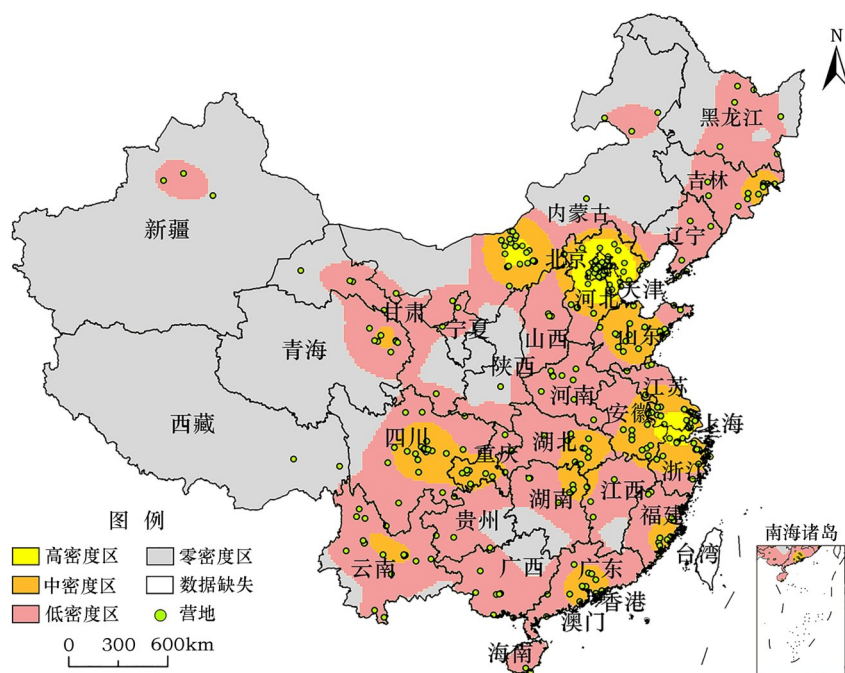 N
黑龙江
吉林
内蒙古
辽宁
新疆
北京
天津
河北
甘肃
宁夏
山西
山东
青海
陕西
河南
江苏
西藏
安徽
上海
四川
重庆
湖北
浙江
湖南
江西
贵州
福建
台湾
云南
广西
广东
香港
澳门
海南
南海诸岛
图 例
高密度区
零密度区
中密度区
数据缺失
低密度区
营地
0 300 600km